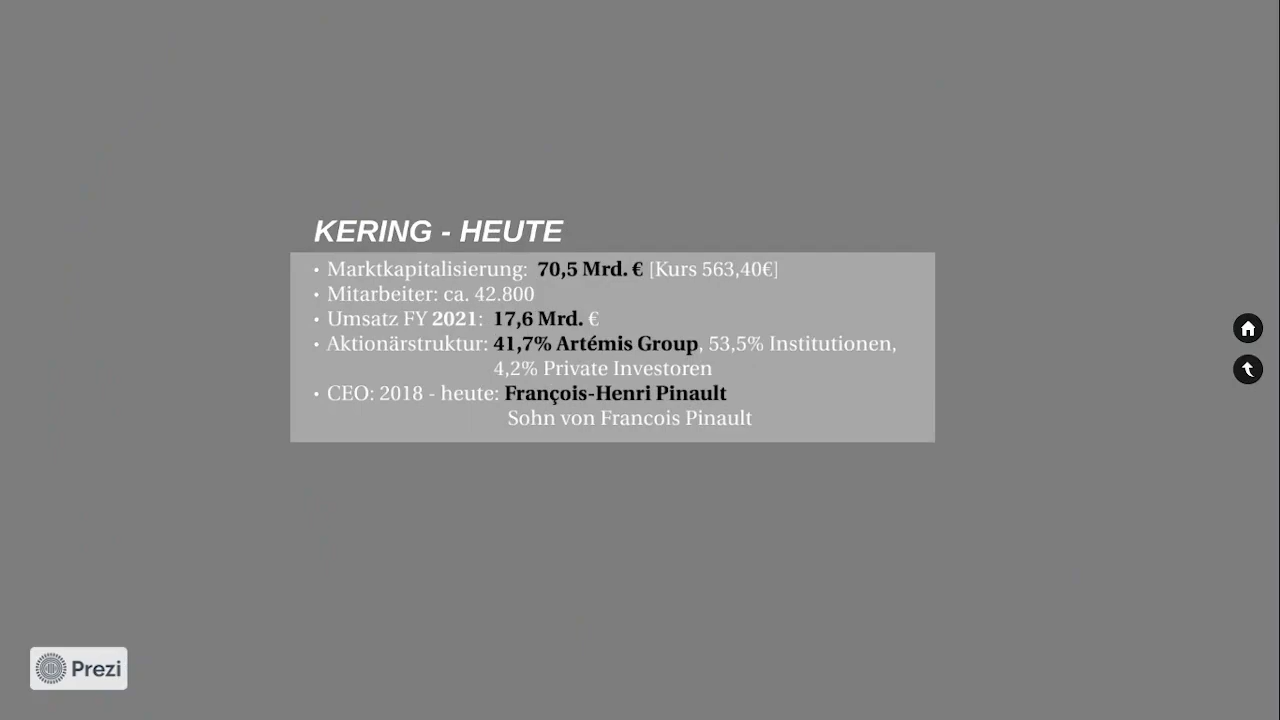 KERING - HEUTE
• Marktkapitalisierung: 70,5 Mrd. € [Kurs 563,40€]
• Mitarbeiter: ca. 42.800
• Umsatz FY 2021: 17,6 Mrd. €
• Aktionärstruktur: 41,7% Artémis Group, 53,5% Institutionen,
4,2% Private Investoren
• CEO: 2018 - heute: François-Henri Pinault
Sohn von Francois Pinault
Prezi